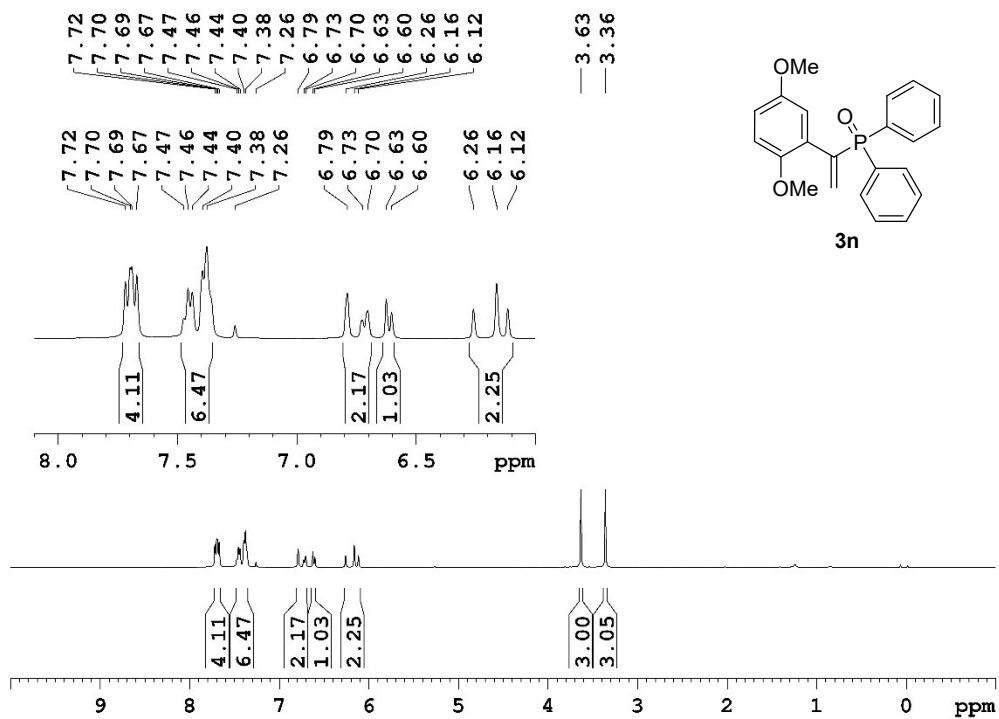 7.72 7.70 7.69 7.67 7.47 7.46 7.44 7.40 7.38 7.26 6.79 6.73 6.70 6.63 6.60 6.26 6.16 6.12 3.63 3.36
7.72 7.70 7.69 7.67 7.47 7.46 7.44 7.40 7.38 7.26 6.79 6.73 6.70 6.63 6.60 6.26 6.16 6.12
OMe
O
P
OMe
3n
4.11 6.47 2.17 1.03 2.25
8.0 7.5 7.0 6.5 ppm
4.11 6.47 2.17 1.03 2.25 3.00 3.05
9 8 7 6 5 4 3 2 1 0 ppm